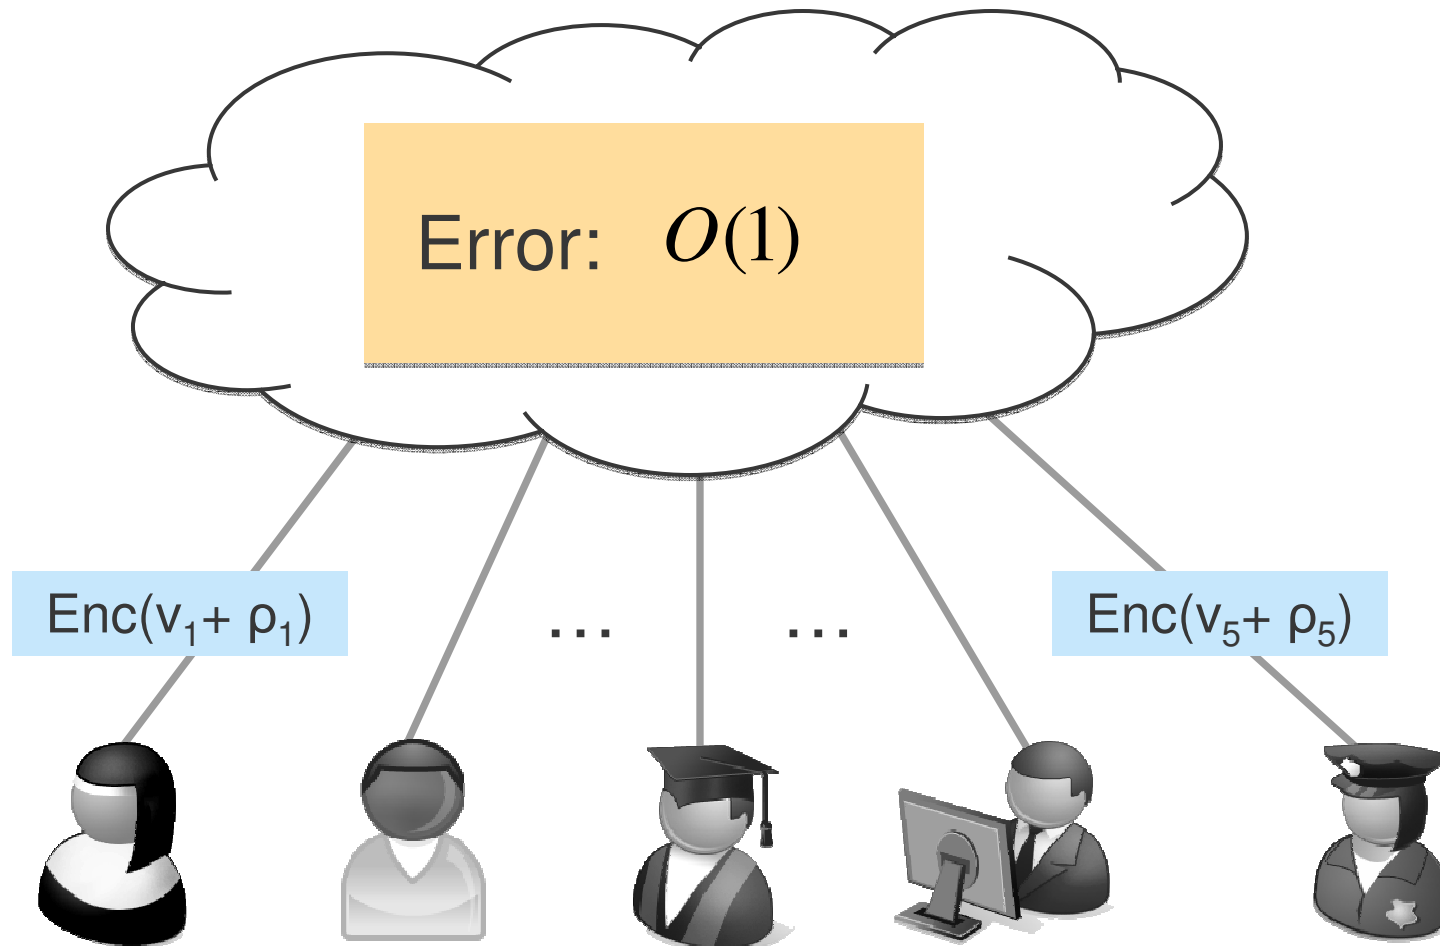 Error: O(1)
Enc(v₁+ ρ₁)
... ...
Enc(v₅+ ρ₅)